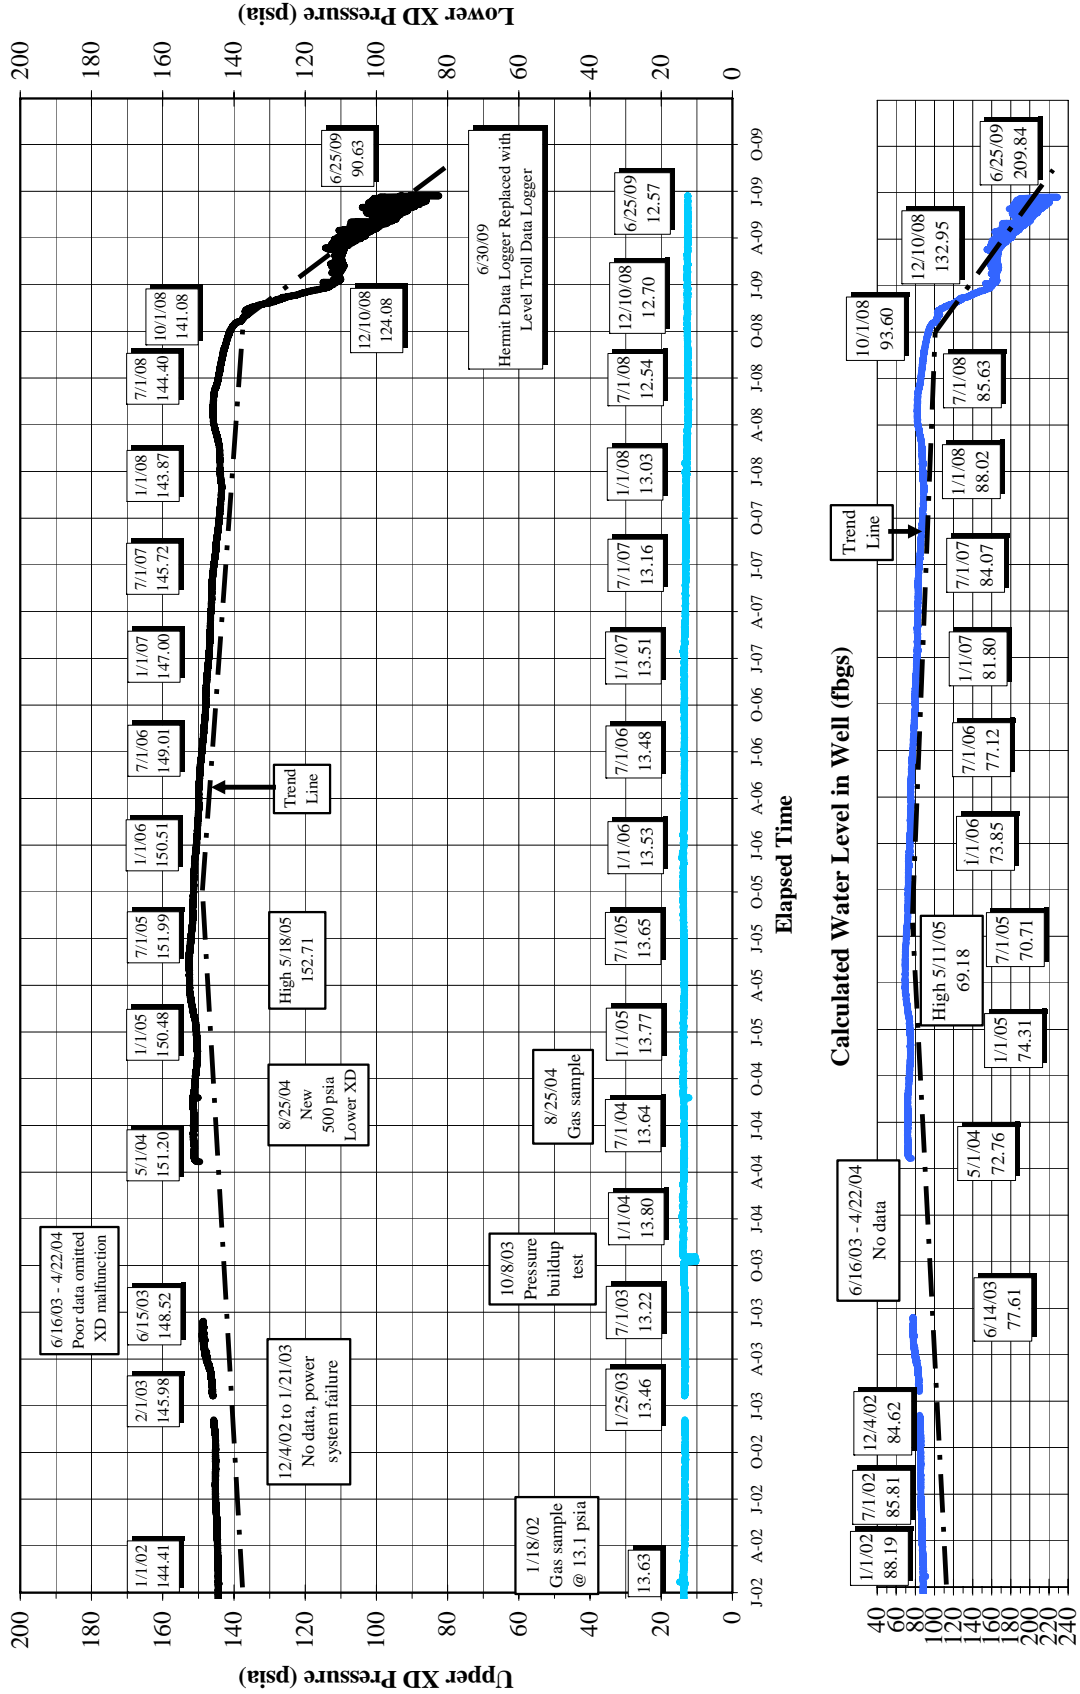 Upper XD Pressure (psia)
Lower XD Pressure (psia)
200
180
160
140
120
100
80
60
40
20
0
200
180
160
140
120
100
80
60
40
20
0
6/16/03 - 4/22/04
Poor data omitted
XD malfunction
1/1/02
144.41
2/1/03
145.98
6/15/03
148.52
5/1/04
151.20
1/1/05
150.48
7/1/05
151.99
1/1/06
150.51
7/1/06
149.01
1/1/07
147.00
7/1/07
145.72
1/1/08
143.87
7/1/08
144.40
10/1/08
141.08
12/4/02 to 1/21/03
No data, power
system failure
8/25/04
New
500 psia
Lower XD
High 5/18/05
152.71
Trend
Line
12/10/08
124.08
6/25/09
90.63
6/30/09
Hermit Data Logger Replaced with
Level Troll Data Logger
1/18/02
Gas sample
@ 13.1 psia
10/8/03
Pressure
buildup
test
8/25/04
Gas sample
13.63
1/25/03
13.46
7/1/03
13.22
1/1/04
13.80
7/1/04
13.64
1/1/05
13.77
7/1/05
13.65
1/1/06
13.53
7/1/06
13.48
1/1/07
13.51
7/1/07
13.16
1/1/08
13.03
7/1/08
12.54
12/10/08
12.70
6/25/09
12.57
J-02
A-02
J-02
O-02
J-03
A-03
J-03
O-03
J-04
A-04
J-04
O-04
J-05
A-05
J-05
O-05
J-06
A-06
J-06
O-06
J-07
A-07
J-07
O-07
J-08
A-08
J-08
O-08
J-09
A-09
J-09
O-09
Elapsed Time
Calculated Water Level in Well (fbgs)
40
60
80
100
120
140
160
180
200
220
240
1/1/02
88.19
7/1/02
85.81
12/4/02
84.62
6/16/03 - 4/22/04
No data
6/14/03
77.61
5/1/04
72.76
High 5/11/05
69.18
1/1/05
74.31
7/1/05
70.71
1/1/06
73.85
7/1/06
77.12
1/1/07
81.80
7/1/07
84.07
Trend
Line
1/1/08
88.02
7/1/08
85.63
10/1/08
93.60
12/10/08
132.95
6/25/09
209.84